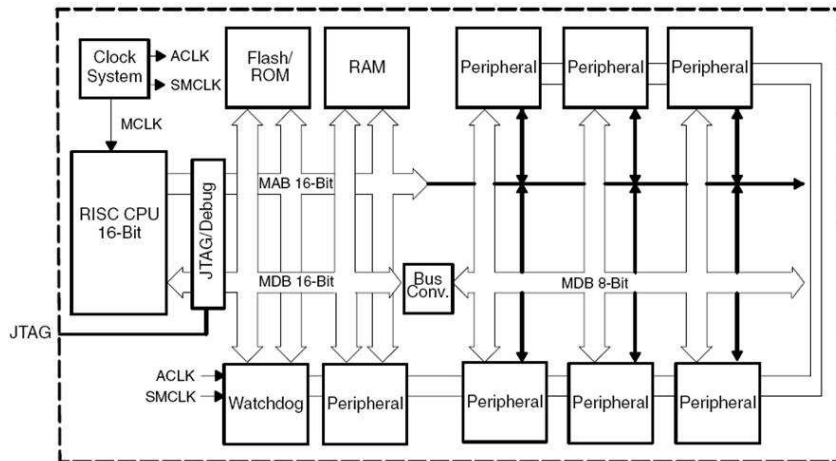 Clock
System
ACLK
SMCLK
MCLK
Flash/
ROM
RAM
Peripheral
Peripheral
Peripheral
RISC CPU
16-Bit
JTAG/Debug
MAB 16-Bit
MDB 16-Bit
Bus
Conv.
MDB 8-Bit
JTAG
ACLK
SMCLK
Watchdog
Peripheral
Peripheral
Peripheral
Peripheral